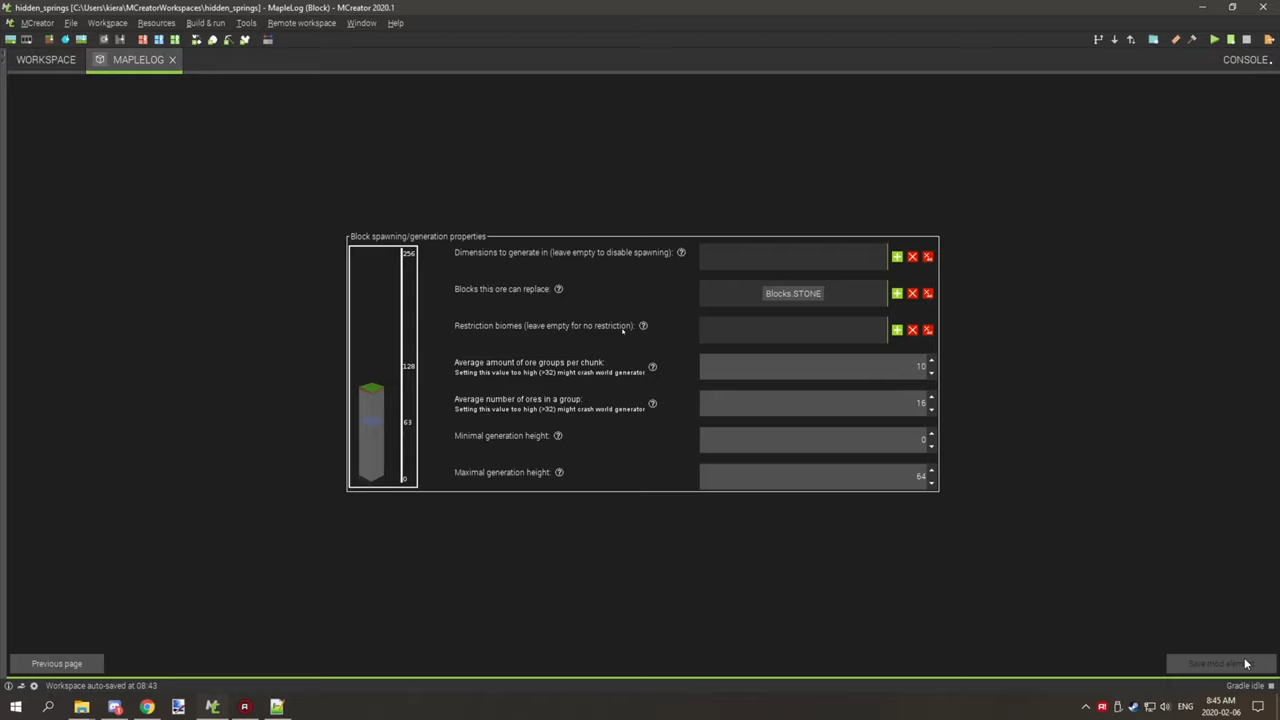 hidden_springs [C:\Users\kiera\MCreatorWorkspaces\hidden_springs] - MapleLog (Block) - MCreator 2020.1
MCreator File Workspace Resources Build & run Tools Remote workspace Window Help
WORKSPACE MAPLELOG CONSOLE
Block spawning/generation properties
256
128
63
0
Dimensions to generate in (leave empty to disable spawning):
Blocks this ore can replace: Blocks.STONE
Restriction biomes (leave empty for no restriction):
Average amount of ore groups per chunk: 10
Setting this value too high (>32) might crash world generator
Average number of ores in a group: 16
Setting this value too high (>32) might crash world generator
Minimal generation height: 0
Maximal generation height: 64
Previous page Save mod element
Workspace auto-saved at 08:43 Gradle idle
ENG 8:45 AM
2020-02-06